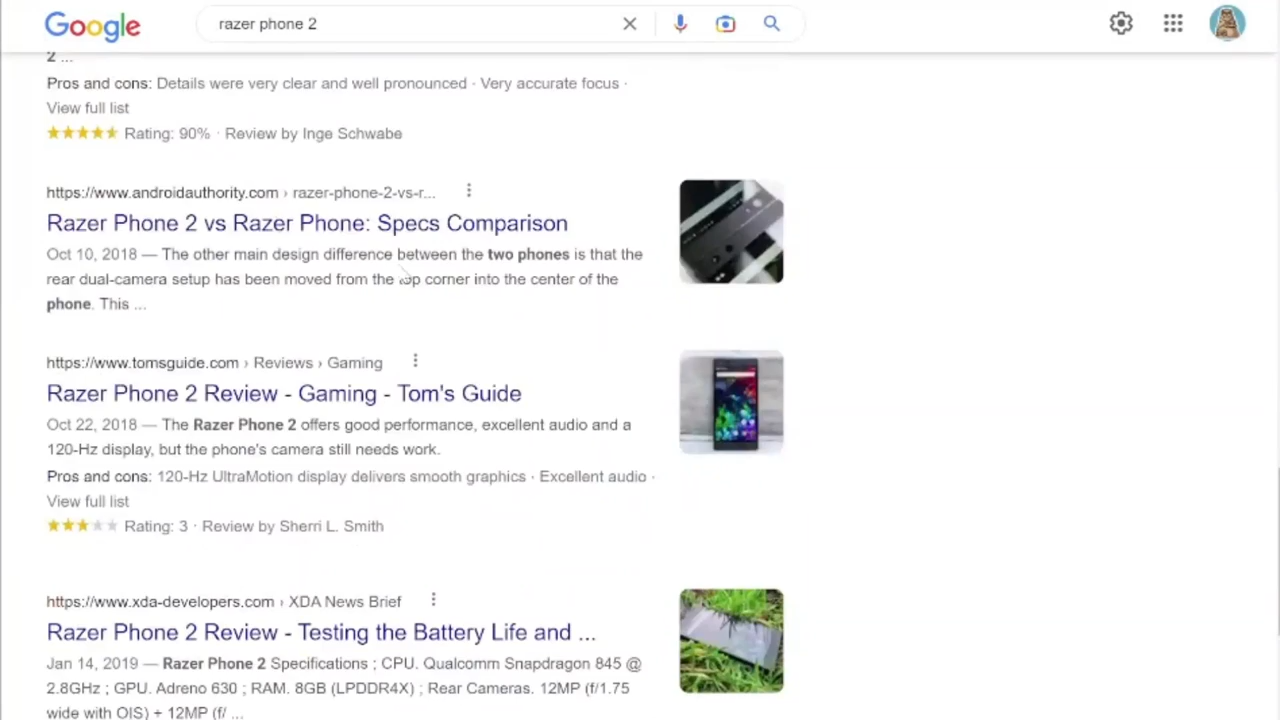 Google
razer phone 2
2 ...
Pros and cons: Details were very clear and well pronounced · Very accurate focus ·
View full list
Rating: 90% · Review by Inge Schwabe
https://www.androidauthority.com › razer-phone-2-vs-r...
Razer Phone 2 vs Razer Phone: Specs Comparison
Oct 10, 2018 — The other main design difference between the two phones is that the
rear dual-camera setup has been moved from the top corner into the center of the
phone. This ...
https://www.tomsguide.com › Reviews › Gaming
Razer Phone 2 Review - Gaming - Tom's Guide
Oct 22, 2018 — The Razer Phone 2 offers good performance, excellent audio and a
120-Hz display, but the phone's camera still needs work.
Pros and cons: 120-Hz UltraMotion display delivers smooth graphics · Excellent audio ·
View full list
Rating: 3 · Review by Sherri L. Smith
https://www.xda-developers.com › XDA News Brief
Razer Phone 2 Review - Testing the Battery Life and ...
Jan 14, 2019 — Razer Phone 2 Specifications ; CPU. Qualcomm Snapdragon 845 @
2.8GHz ; GPU. Adreno 630 ; RAM. 8GB (LPDDR4X) ; Rear Cameras. 12MP (f/1.75
wide with OIS) + 12MP (f/ ...